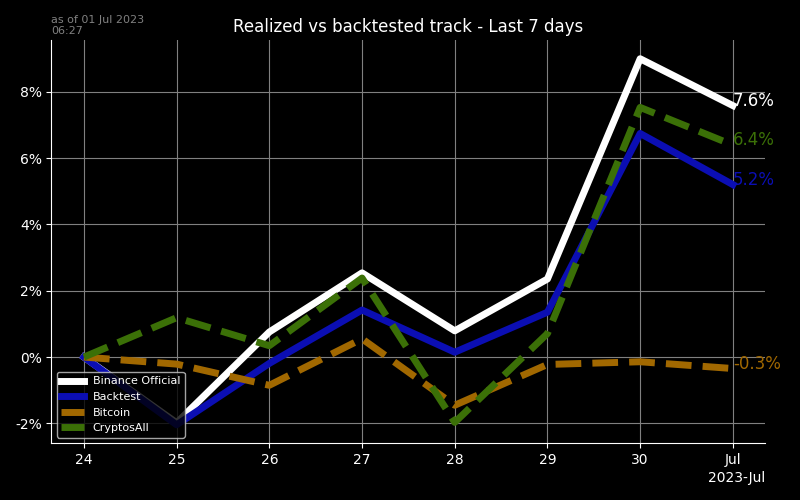 as of 01 Jul 2023
06:27
Realized vs backtested track - Last 7 days
8%
6%
4%
2%
0%
-2%
7.6%
6.4%
5.2%
-0.3%
Binance Official
Backtest
Bitcoin
CryptosAll
24 25 26 27 28 29 30 Jul
2023-Jul